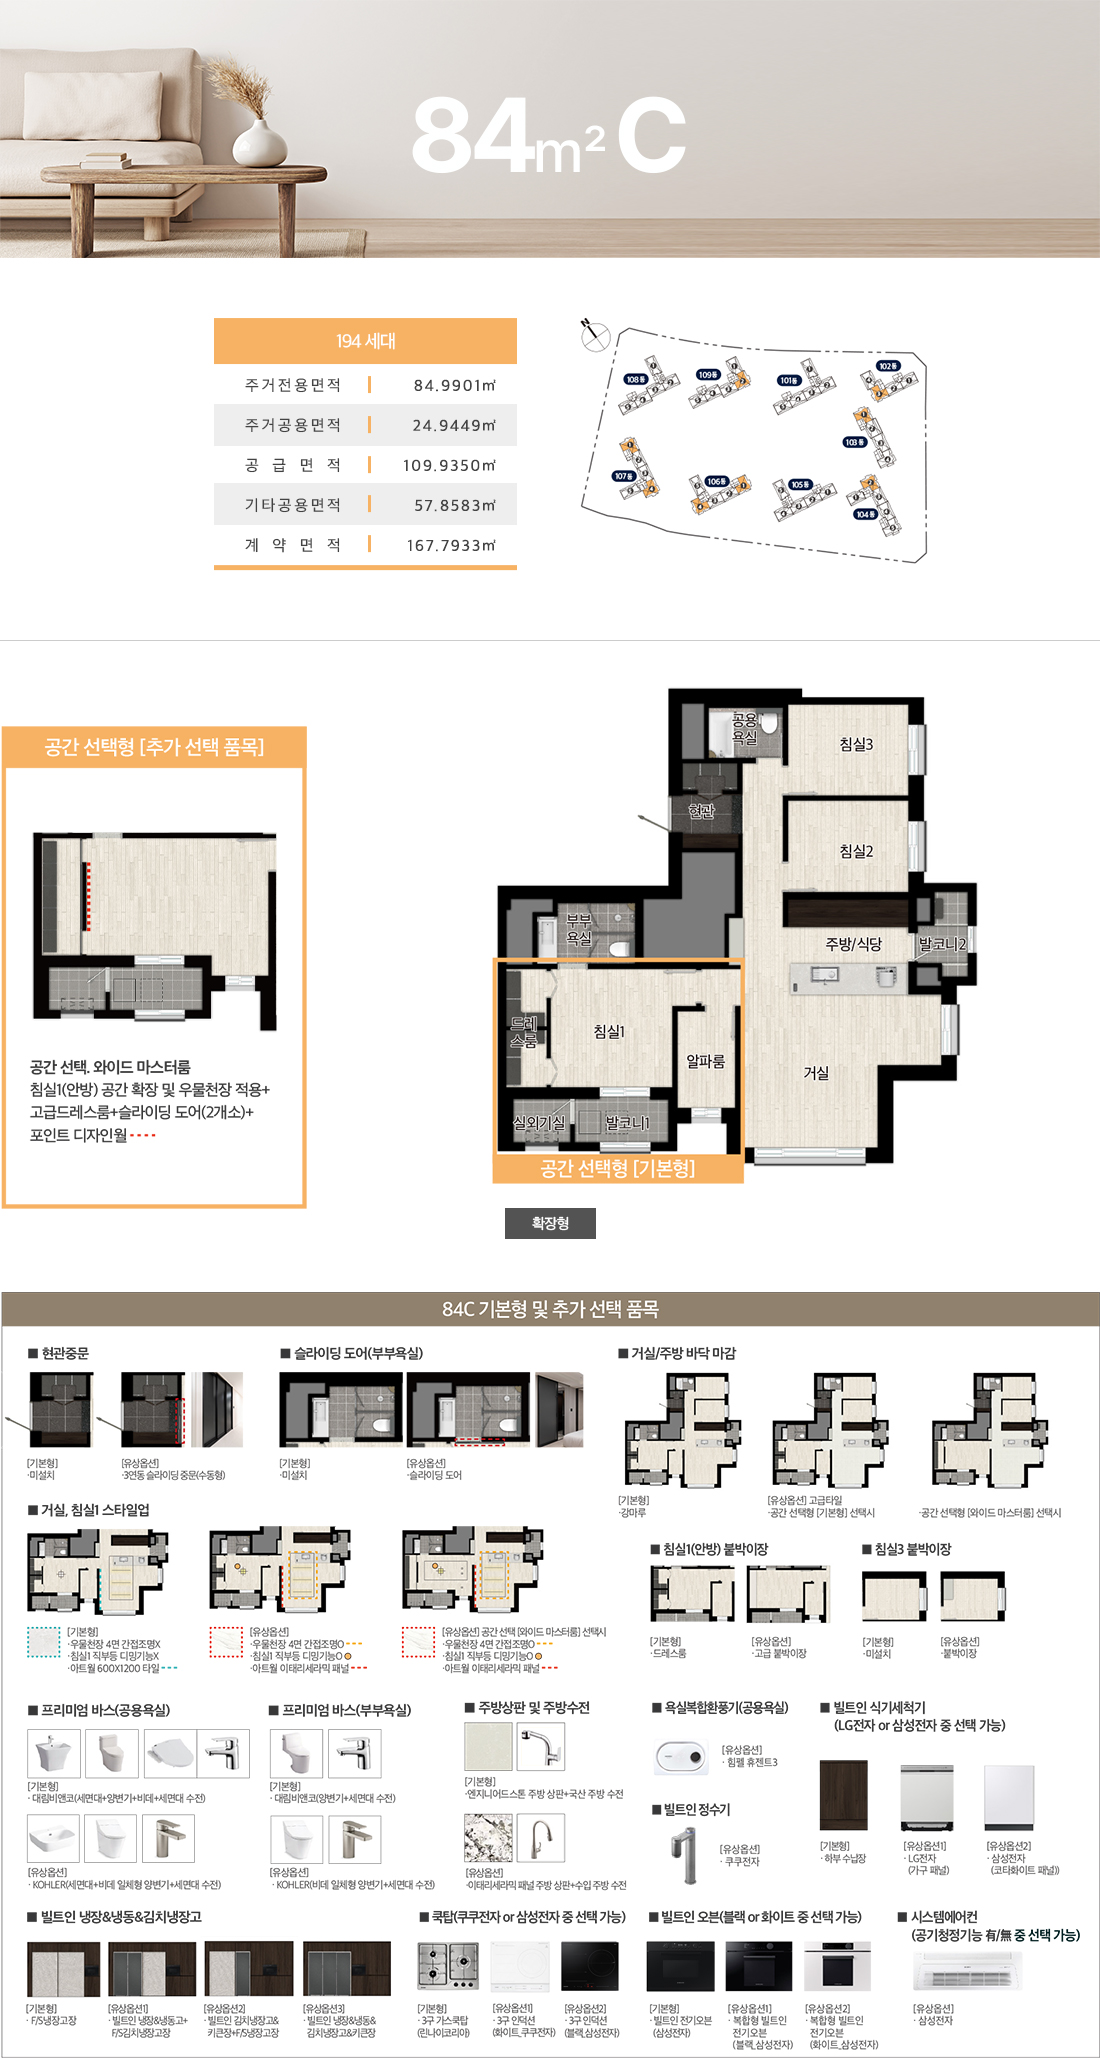 84m² C
194 세대
주거전용면적 84.9901㎡
주거공용면적 24.9449㎡
공 급 면 적 109.9350㎡
기타공용면적 57.8583㎡
계 약 면 적 167.7933㎡
N
108동
109동
101동
102동
103동
107동
106동
105동
104동
공간 선택형 [추가 선택 품목]
공간 선택. 와이드 마스터룸
침실1(안방) 공간 확장 및 우물천장 적용+
고급드레스룸+슬라이딩 도어(2개소)+
포인트 디자인월
공용
욕실
침실3
현관
침실2
부부
욕실
주방/식당
발코니2
드레
스룸
침실1
알파룸
거실
실외기실
발코니1
공간 선택형 [기본형]
확장형
84C 기본형 및 추가 선택 품목
■ 현관중문
[기본형]
·미설치
[유상옵션]
·3연동 슬라이딩 중문(수동형)
■ 슬라이딩 도어(부부욕실)
[기본형]
·미설치
[유상옵션]
·슬라이딩 도어
■ 거실/주방 바닥 마감
[기본형]
·강마루
[유상옵션] 고급타일
·공간 선택형 [기본형] 선택시
·공간 선택형 [와이드 마스터룸] 선택시
■ 거실, 침실1 스타일업
[기본형]
·우물천장 4면 간접조명X
·침실1 직부등 디밍기능X
·아트월 600X1200 타일
[유상옵션]
·우물천장 4면 간접조명O
·침실1 직부등 디밍기능O
·아트월 이태리세라믹 패널
[유상옵션] 공간 선택 [와이드 마스터룸] 선택시
·우물천장 4면 간접조명O
·침실1 직부등 디밍기능O
·아트월 이태리세라믹 패널
■ 침실1(안방) 붙박이장
[기본형]
·드레스룸
[유상옵션]
·고급 붙박이장
■ 침실3 붙박이장
[기본형]
·미설치
[유상옵션]
·붙박이장
■ 프리미엄 바스(공용욕실)
[기본형]
· 대림비앤코(세면대+양변기+비데+세면대 수전)
[유상옵션]
· KOHLER(세면대+비데 일체형 양변기+세면대 수전)
■ 프리미엄 바스(부부욕실)
[기본형]
· 대림비앤코(양변기+세면대 수전)
[유상옵션]
· KOHLER(비데 일체형 양변기+세면대 수전)
■ 주방상판 및 주방수전
[기본형]
·엔지니어드스톤 주방 상판+국산 주방 수전
[유상옵션]
·이태리세라믹 패널 주방 상판+수입 주방 수전
■ 욕실복합환풍기(공용욕실)
[유상옵션]
· 힘펠 휴젠트3
■ 빌트인 정수기
[유상옵션]
· 쿠쿠전자
■ 빌트인 식기세척기
(LG전자 or 삼성전자 중 선택 가능)
[기본형]
· 하부 수납장
[유상옵션1]
· LG전자
(가구 패널)
[유상옵션2]
· 삼성전자
(코타화이트 패널))
■ 빌트인 냉장&냉동&김치냉장고
[기본형]
· F/S냉장고장
[유상옵션1]
· 빌트인 냉장&냉동고+
F/S김치냉장고장
[유상옵션2]
· 빌트인 김치냉장고&
키큰장+F/S냉장고장
[유상옵션3]
· 빌트인 냉장&냉동&
김치냉장고&키큰장
■ 쿡탑(쿠쿠전자 or 삼성전자 중 선택 가능)
[기본형]
· 3구 가스쿡탑
(린나이코리아)
[유상옵션1]
· 3구 인덕션
(화이트_쿠쿠전자)
[유상옵션2]
· 3구 인덕션
(블랙_삼성전자)
■ 빌트인 오븐(블랙 or 화이트 중 선택 가능)
[기본형]
· 빌트인 전기오븐
(삼성전자)
[유상옵션1]
· 복합형 빌트인
전기오븐
(블랙_삼성전자)
[유상옵션2]
· 복합형 빌트인
전기오븐
(화이트_삼성전자)
■ 시스템에어컨
(공기청정기능 有/無 중 선택 가능)
[유상옵션]
· 삼성전자